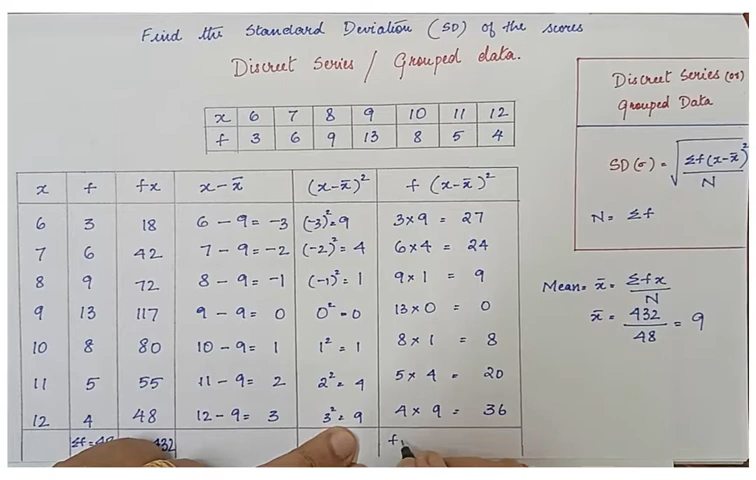 Find the Standard Deviation (SD) of the scores
Discreet Series / Grouped data.
x 6 7 8 9 10 11 12
f 3 6 9 13 8 5 4
Discreet Series (or)
Grouped Data
SD(σ) = √(Σf(x-x̄)²/N)
N = Σf
x f fx x-x̄ (x-x̄)² f (x-x̄)²
6 3 18 6 - 9 = -3 (-3)² = 9 3 × 9 = 27
7 6 42 7 - 9 = -2 (-2)² = 4 6 × 4 = 24
8 9 72 8 - 9 = -1 (-1)² = 1 9 × 1 = 9
9 13 117 9 - 9 = 0 0² = 0 13 × 0 = 0
10 8 80 10 - 9 = 1 1² = 1 8 × 1 = 8
11 5 55 11 - 9 = 2 2² = 4 5 × 4 = 20
12 4 48 12 - 9 = 3 3² = 9 4 × 9 = 36
Σf = 432 f
Mean = x̄ = Σfx/N
x̄ = 432/48 = 9